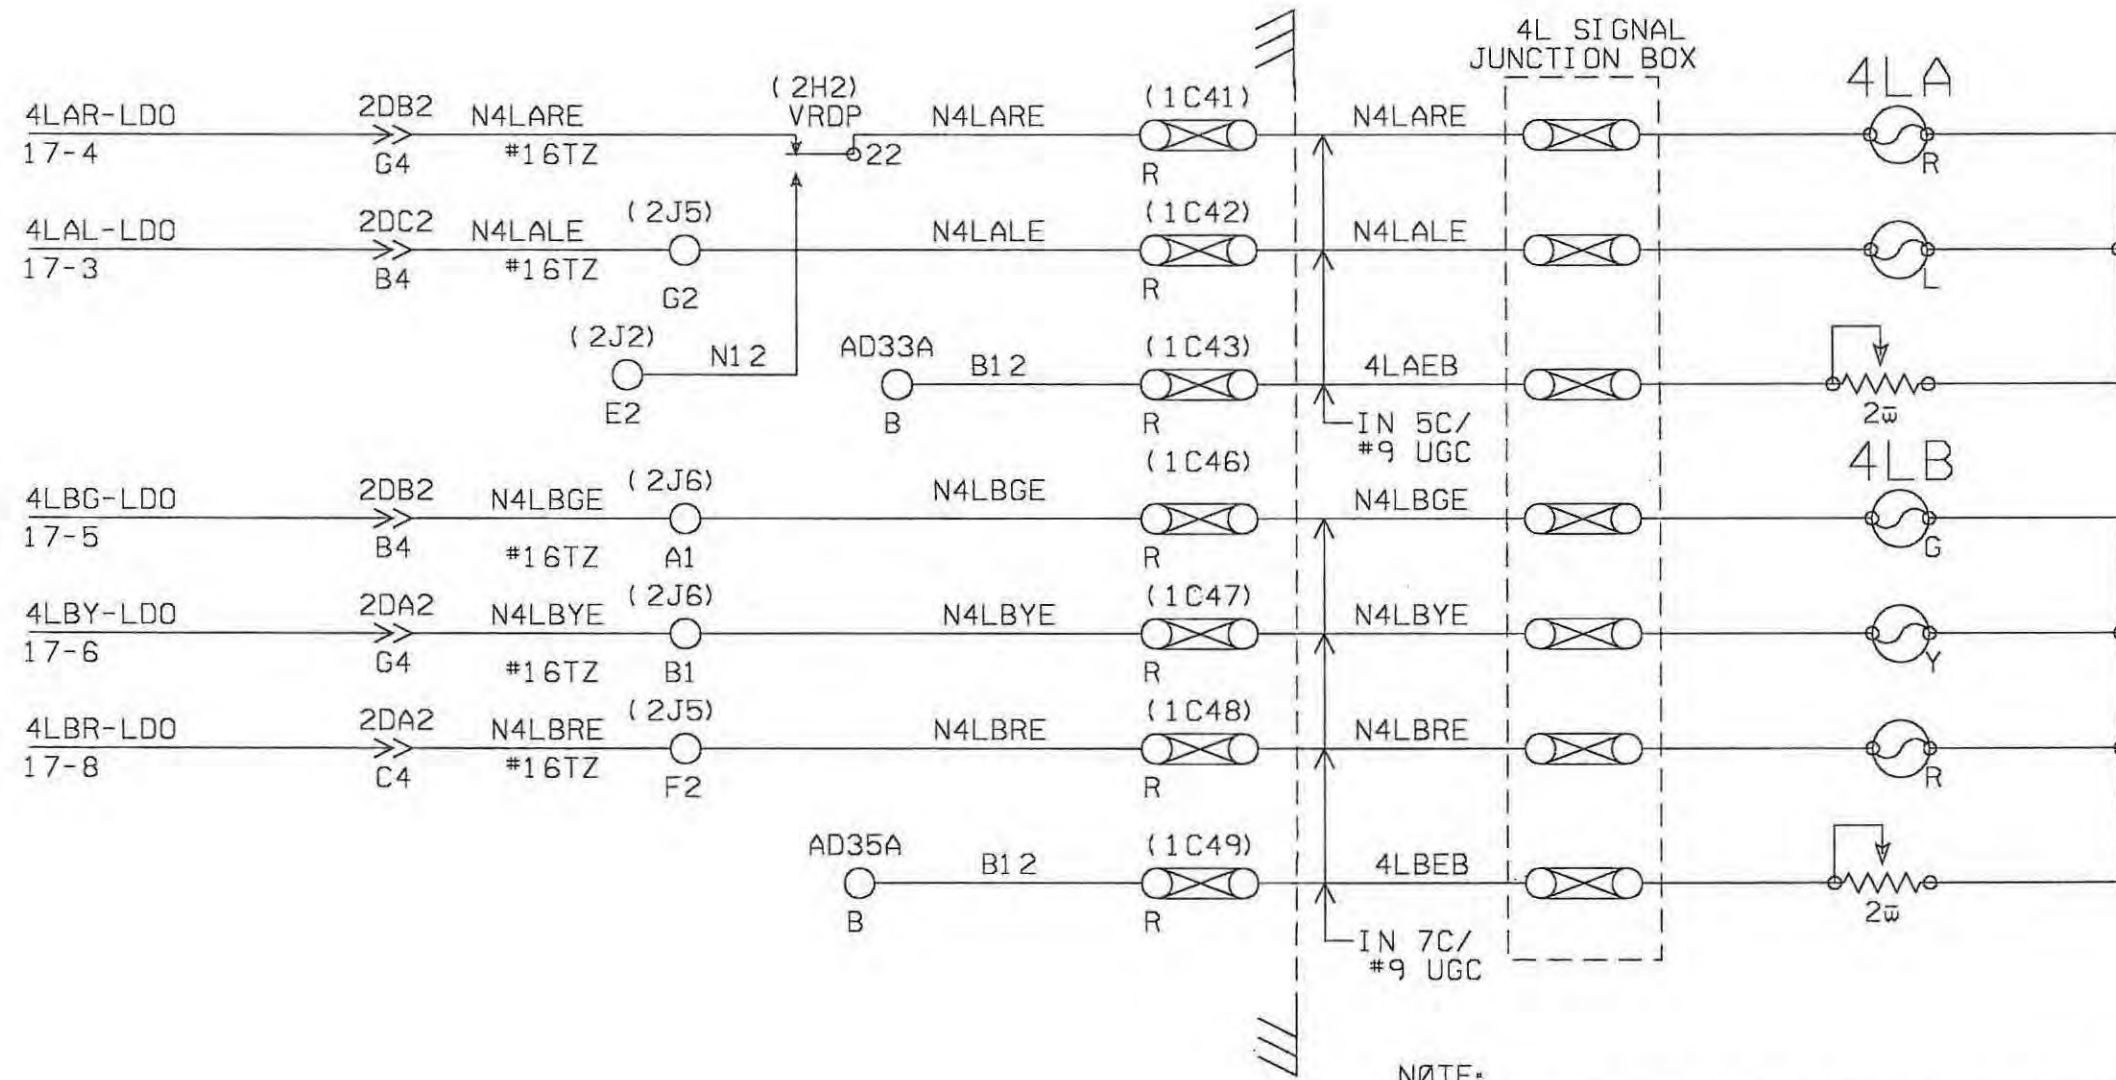 4L SIGNAL
JUNCTION BOX
4LA
4LAR-LDO
17-4
2DB2
G4
N4LARE
#16TZ
(2H2)
VRDP
22
N4LARE
(1C41)
R
N4LARE
R
4LAL-LDO
17-3
2DC2
B4
N4LALE
#16TZ
(2J5)
G2
N4LALE
(1C42)
R
N4LALE
L
(2J2)
E2
N12
AD33A
B
B12
(1C43)
R
4LAEB
2ω̅
IN 5C/
#9 UGC
4LB
4LBG-LDO
17-5
2DB2
B4
N4LBGE
#16TZ
(2J6)
A1
N4LBGE
(1C46)
R
N4LBGE
G
4LBY-LDO
17-6
2DA2
G4
N4LBYE
#16TZ
(2J6)
B1
N4LBYE
(1C47)
R
N4LBYE
Y
4LBR-LDO
17-8
2DA2
C4
N4LBRE
#16TZ
(2J5)
F2
N4LBRE
(1C48)
R
N4LBRE
R
AD35A
B
B12
(1C49)
R
4LBEB
2ω̅
IN 7C/
#9 UGC
NØTE: